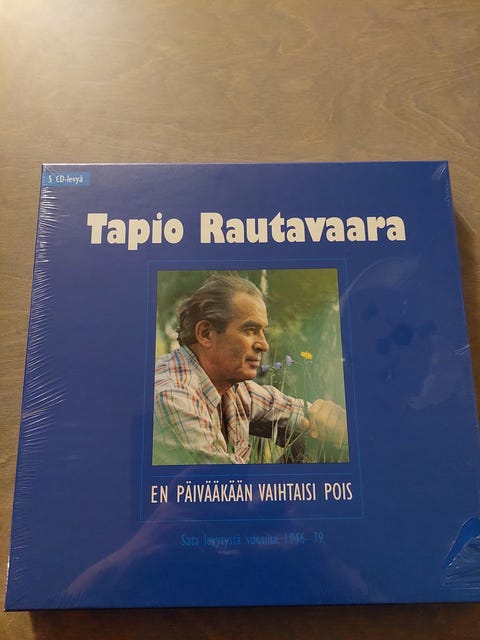 5 CD-levyä
Tapio Rautavaara
EN PÄIVÄÄKÄÄN VAIHTAISI POIS
Sata levytystä vuosilta 1946–79